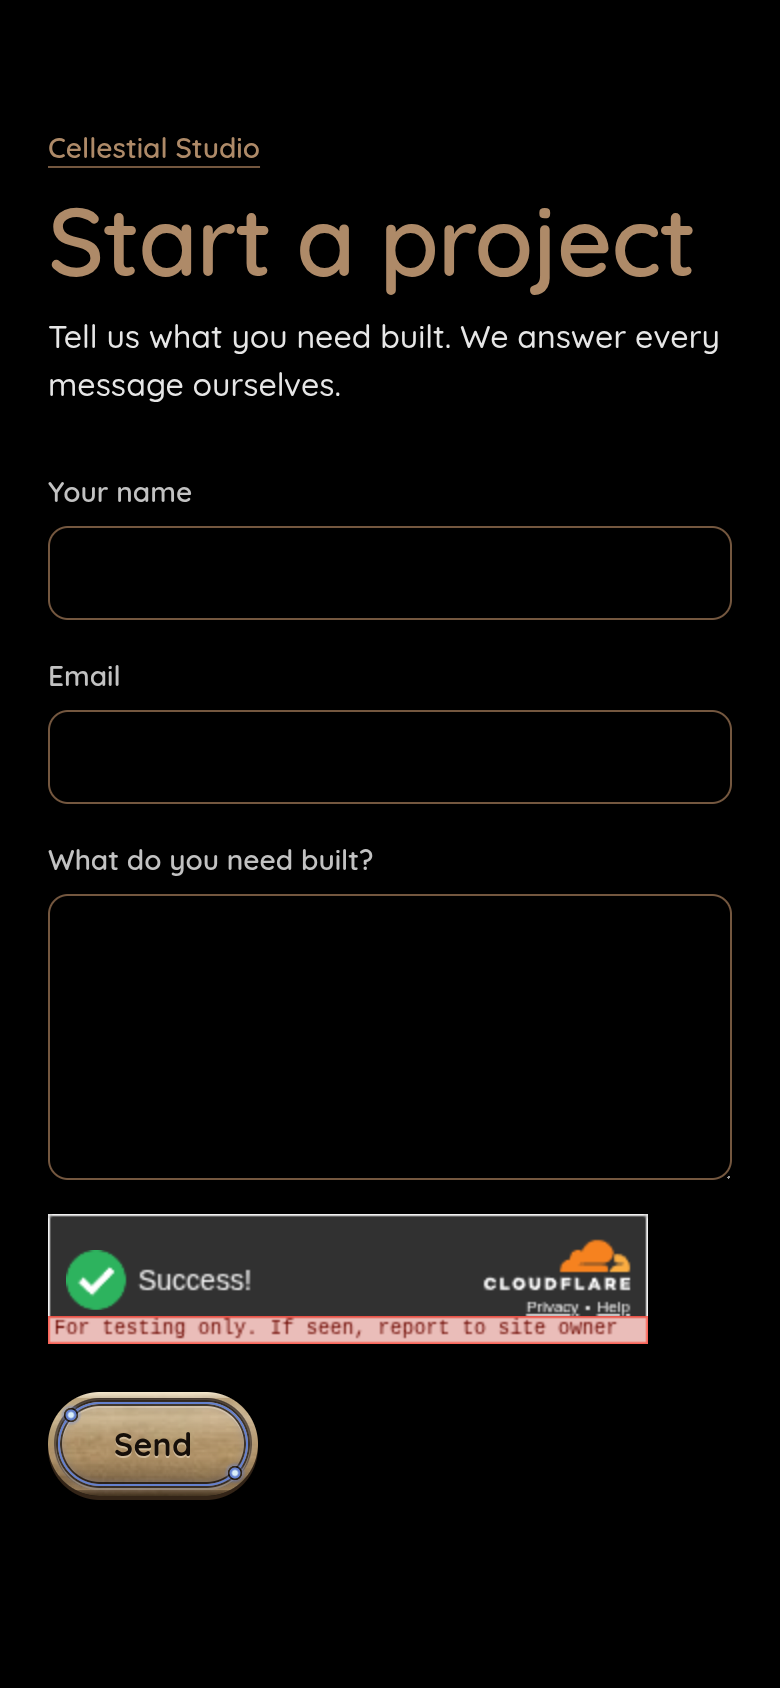 Cellestial Studio
Start a project
Tell us what you need built. We answer every
message ourselves.
Your name
Email
What do you need built?
Success!
CLOUDFLARE
Privacy • Help
For testing only. If seen, report to site owner
Send